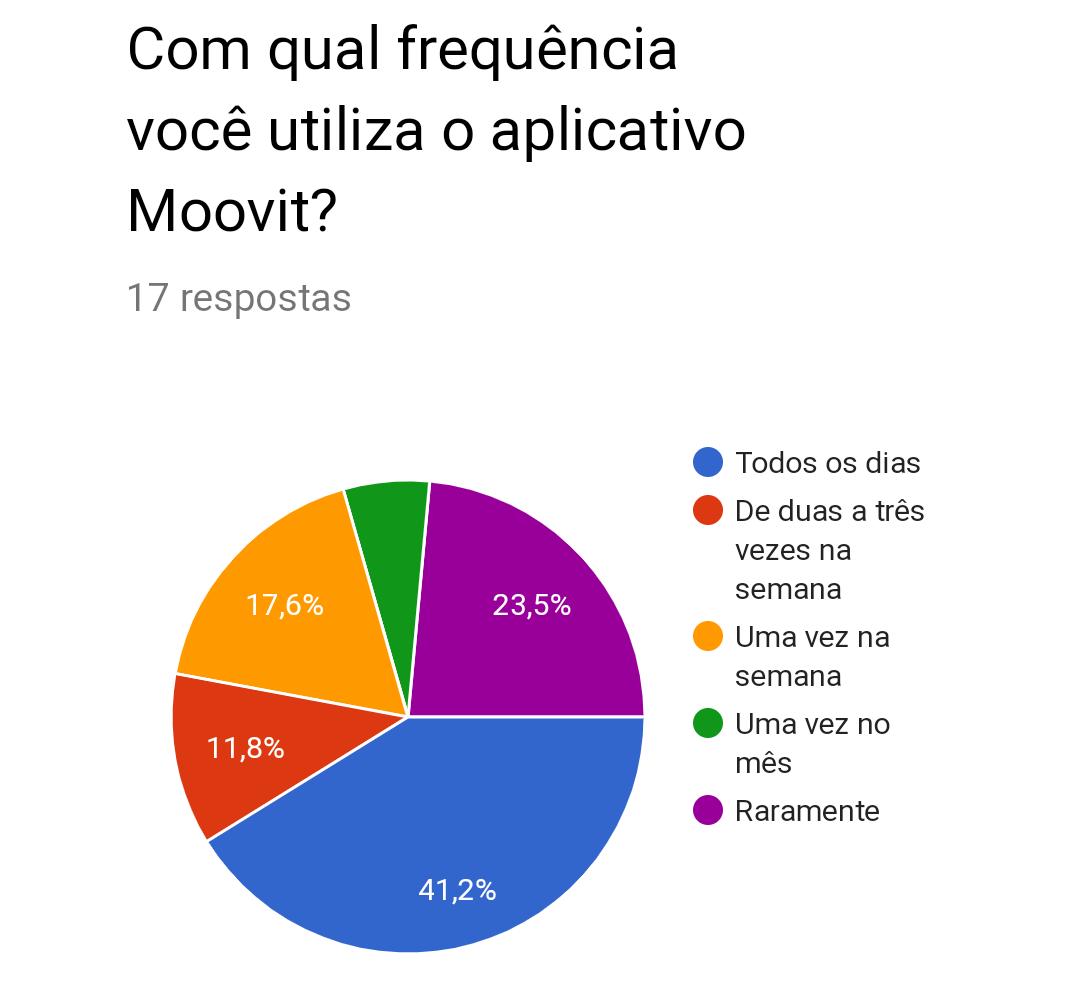 Com qual frequência
você utiliza o aplicativo
Moovit?
17 respostas
Todos os dias
De duas a três
vezes na
semana
Uma vez na
semana
Uma vez no
mês
Raramente
17,6%
23,5%
11,8%
41,2%